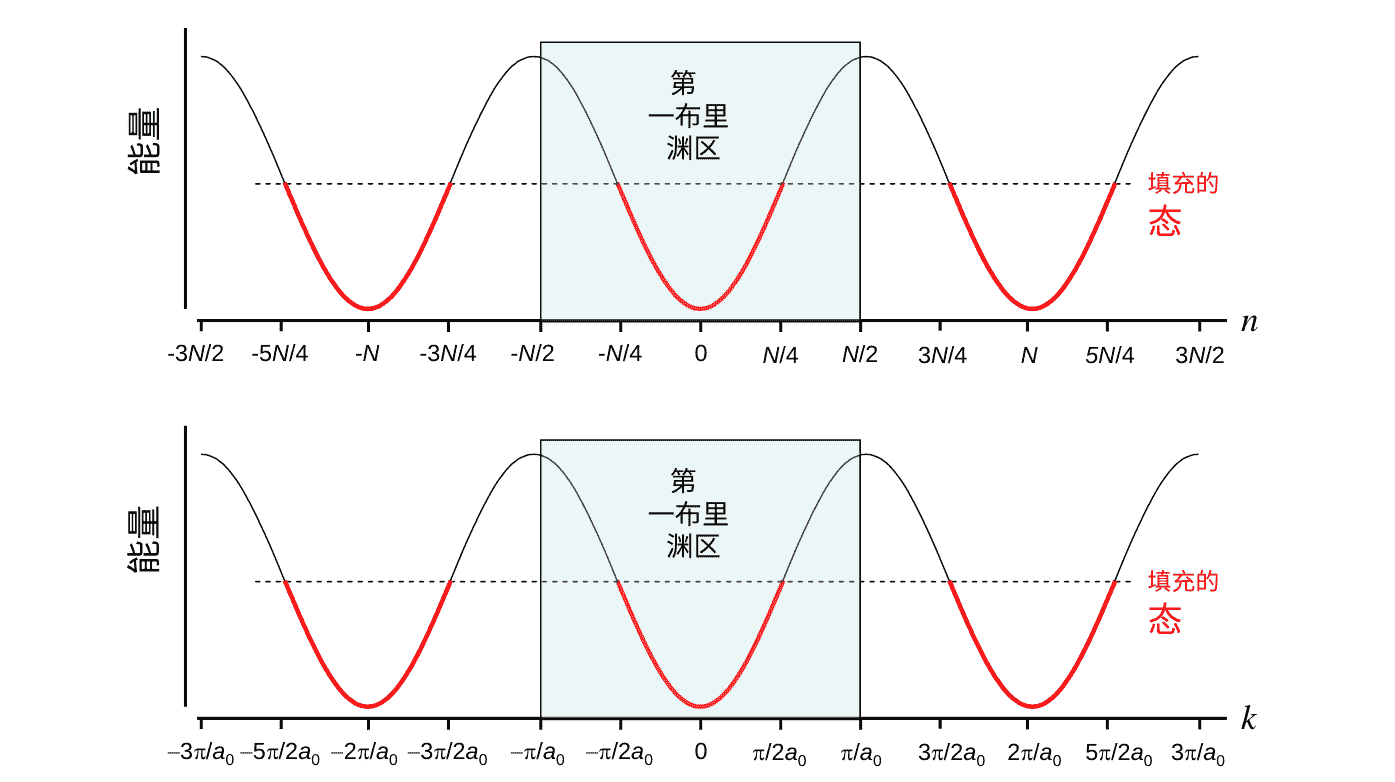 第
一布里
渊区
能量
填充的
态
n
-3N/2 -5N/4 -N -3N/4 -N/2 -N/4 0 N/4 N/2 3N/4 N 5N/4 3N/2
第
一布里
渊区
能量
填充的
态
k
–3π/a₀ –5π/2a₀ –2π/a₀ –3π/2a₀ –π/a₀ –π/2a₀ 0 π/2a₀ π/a₀ 3π/2a₀ 2π/a₀ 5π/2a₀ 3π/a₀